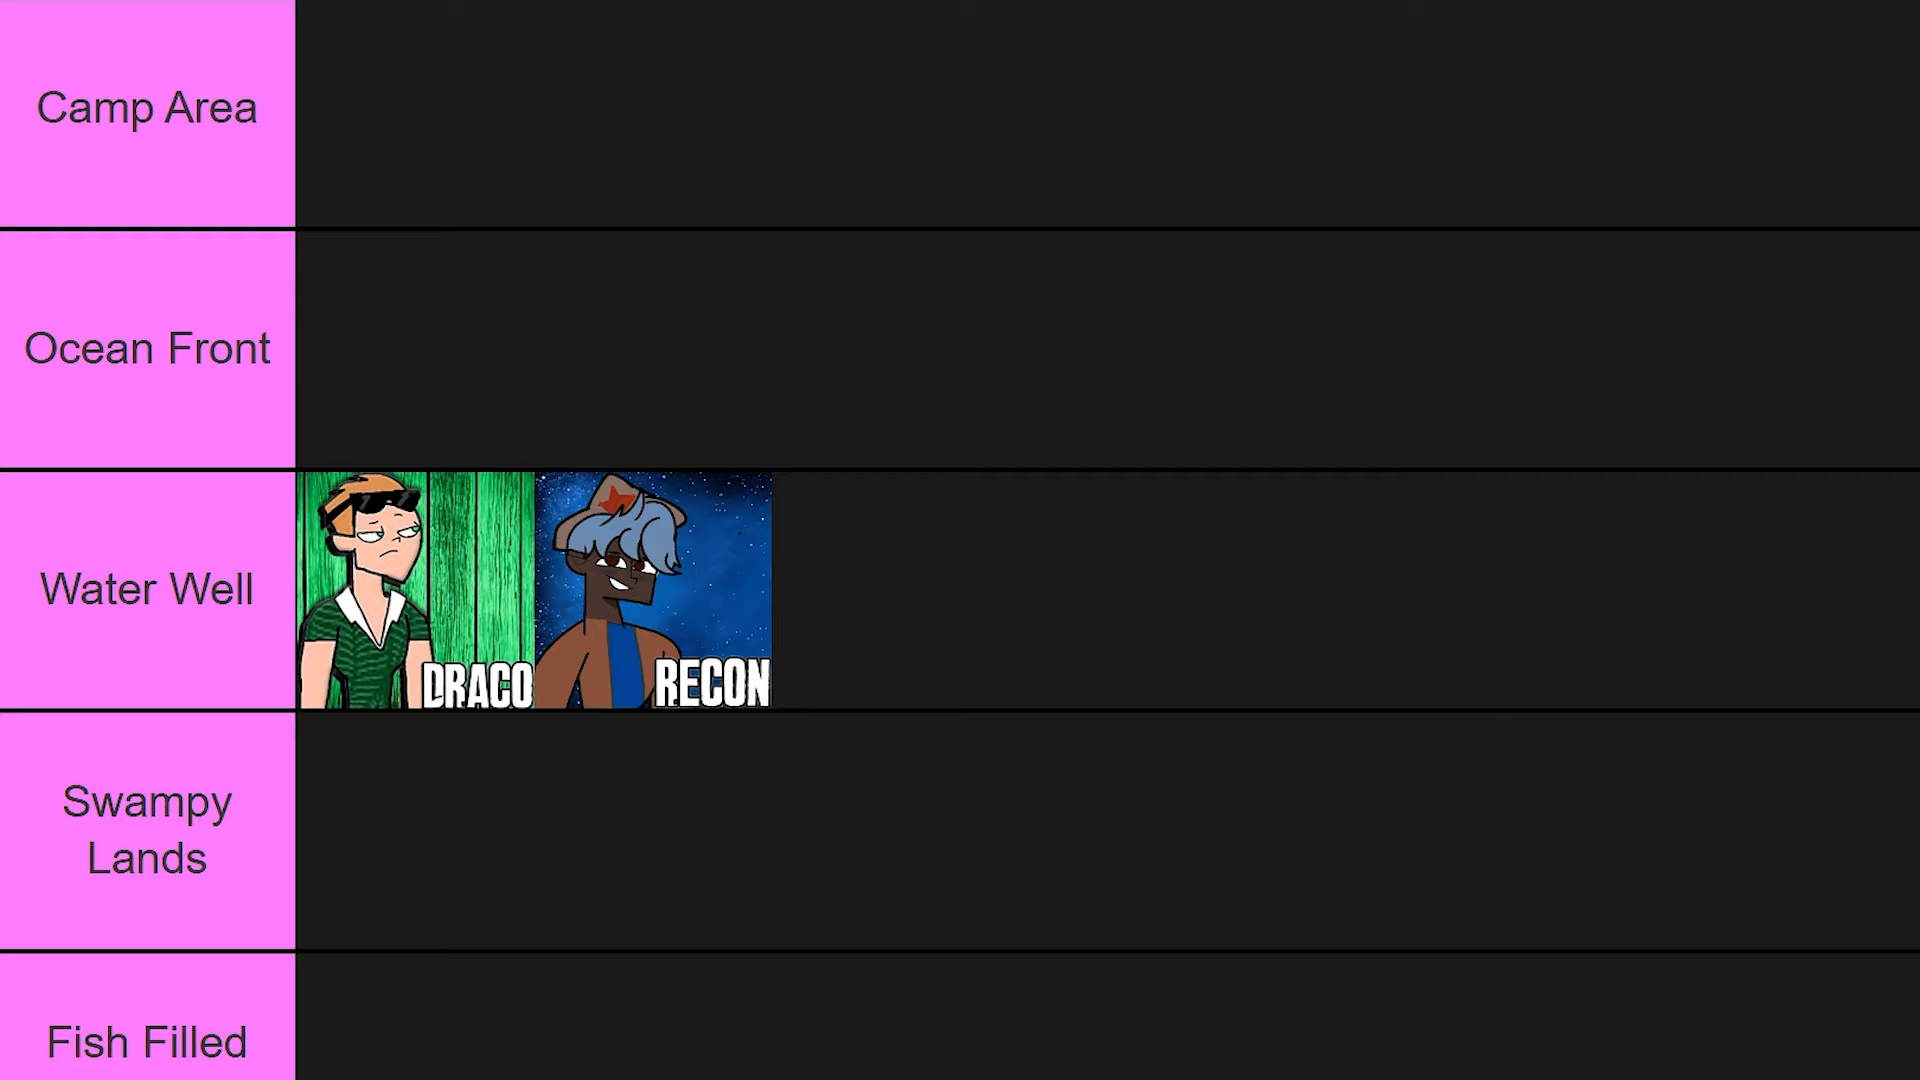 Camp Area
Ocean Front
Water Well
DRACO
RECON
Swampy
Lands
Fish Filled